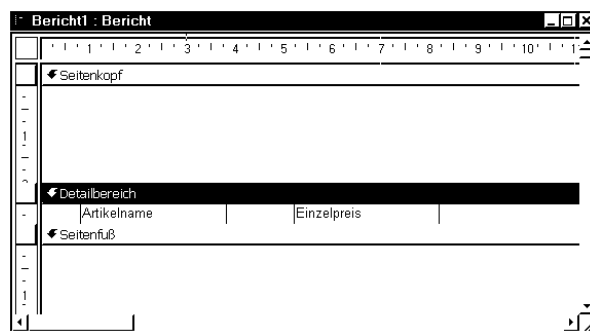 Bericht1 : Bericht
1 2 3 4 5 6 7 8 9 10 1
Seitenkopf
1
Detailbereich
Artikelname Einzelpreis
Seitenfuß
1